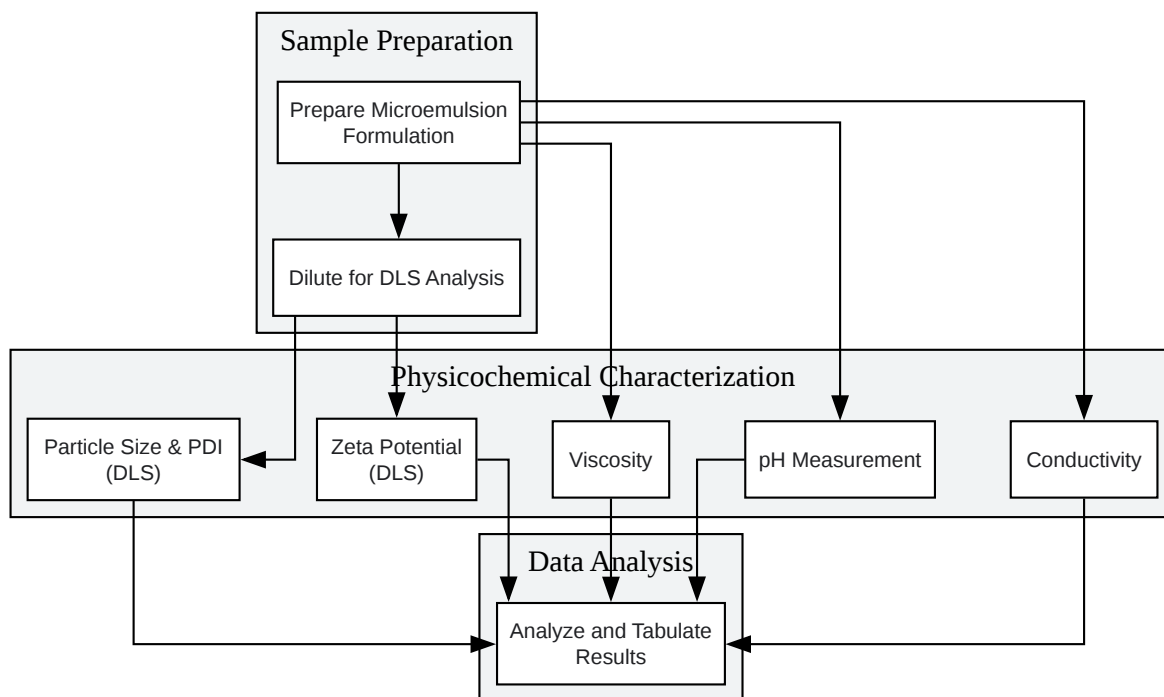 Sample Preparation
Prepare Microemulsion
Formulation
Dilute for DLS Analysis
Physicochemical Characterization
Particle Size & PDI
(DLS)
Zeta Potential
(DLS)
Viscosity
pH Measurement
Conductivity
Data Analysis
Analyze and Tabulate
Results